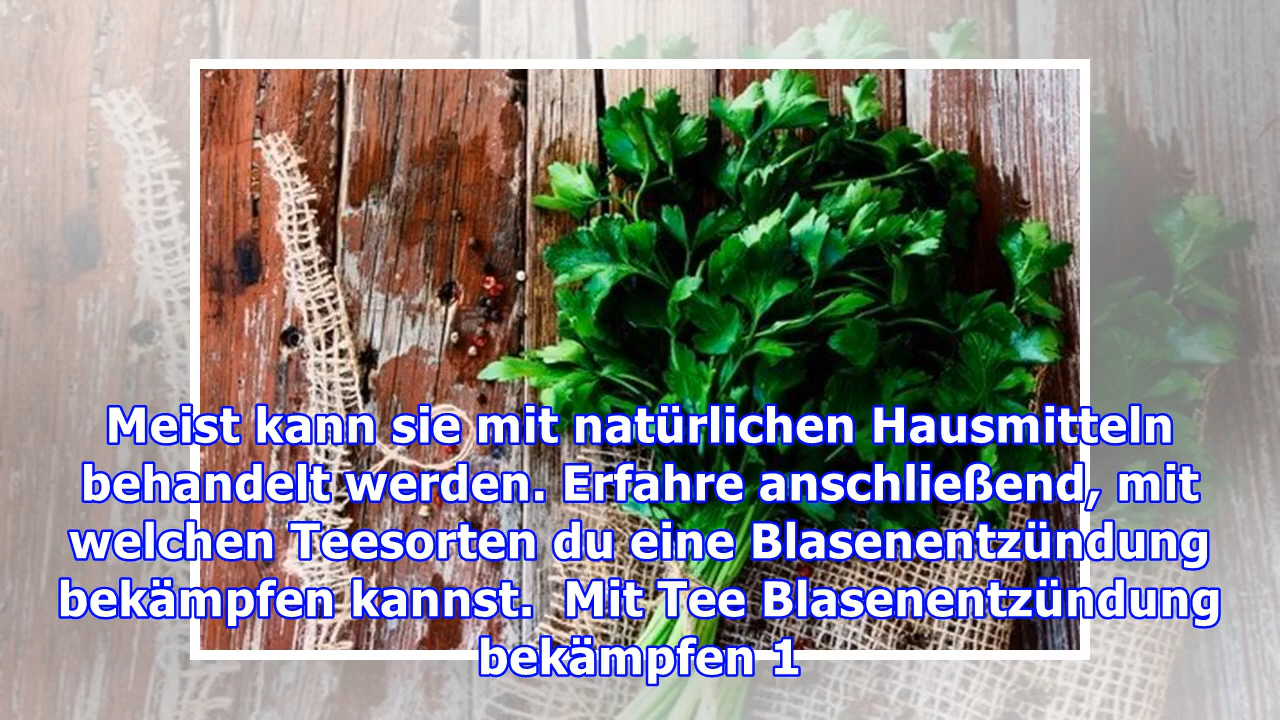 Meist kann sie mit natürlichen Hausmitteln
behandelt werden. Erfahre anschließend, mit
welchen Teesorten du eine Blasenentzündung
bekämpfen kannst.  Mit Tee Blasenentzündung
bekämpfen 1